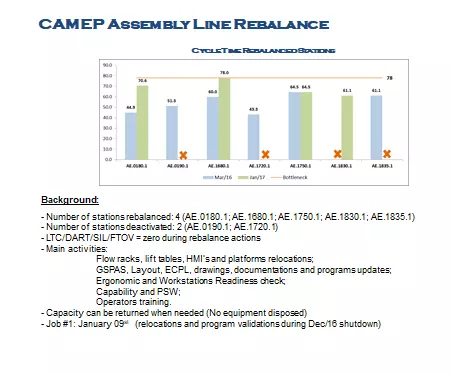 CAMEP ASSEMBLY LINE REBALANCE
CYCLE TIME REBALANCED STATIONS
90.0
80.0
70.0
60.0
50.0
40.0
30.0
20.0
10.0
0.0
78.0
78
70.6
64.5 64.5
60.0
61.1
61.1
51.3
44.9
AE.0180.1 AE.0190.1 AE.1680.1 AE.1720.1 AE.1750.1 AE.1830.1 AE.1835.1
Mar/16 Jan/17 Bottleneck
Background:
- Number of stations rebalanced: 4 (AE.0180.1; AE.1680.1; AE.1750.1; AE.1830.1; AE.1835.1)
- Number of stations deactivated: 2 (AE.0190.1; AE.1720.1)
- LTC/DART/SIL/FTOV = zero during rebalance actions
- Main activities:
Flow racks, lift tables, HMI's and platforms relocations;
GSPAS, Layout, ECPL, drawings, documentations and programs updates;
Ergonomic and Workstations Readiness check;
Capability and PSW;
Operators training.
- Capacity can be returned when needed (No equipment disposed)
- Job #1: January 09st (relocations and program validations during Dec/16 shutdown)